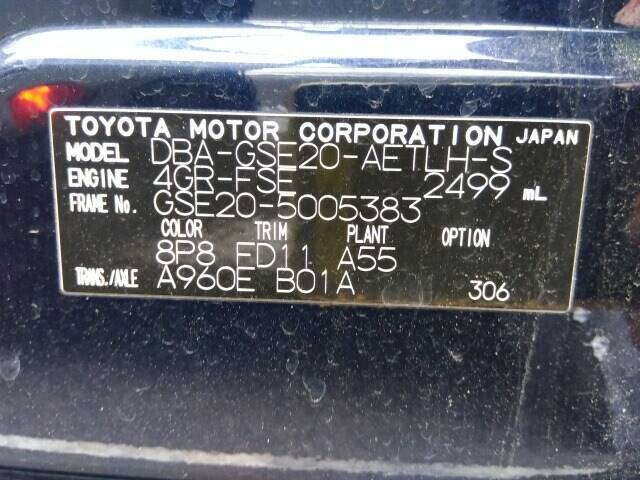 TOYOTA MOTOR CORPORATION JAPAN
MODEL DBA-GSE20-AETLH-S
ENGINE 4GR-FSE 2499 mL
FRAME No. GSE20-5005383
COLOR TRIM PLANT OPTION
8P8 FD11 A55
TRANS./AXLE A960E B01A 306